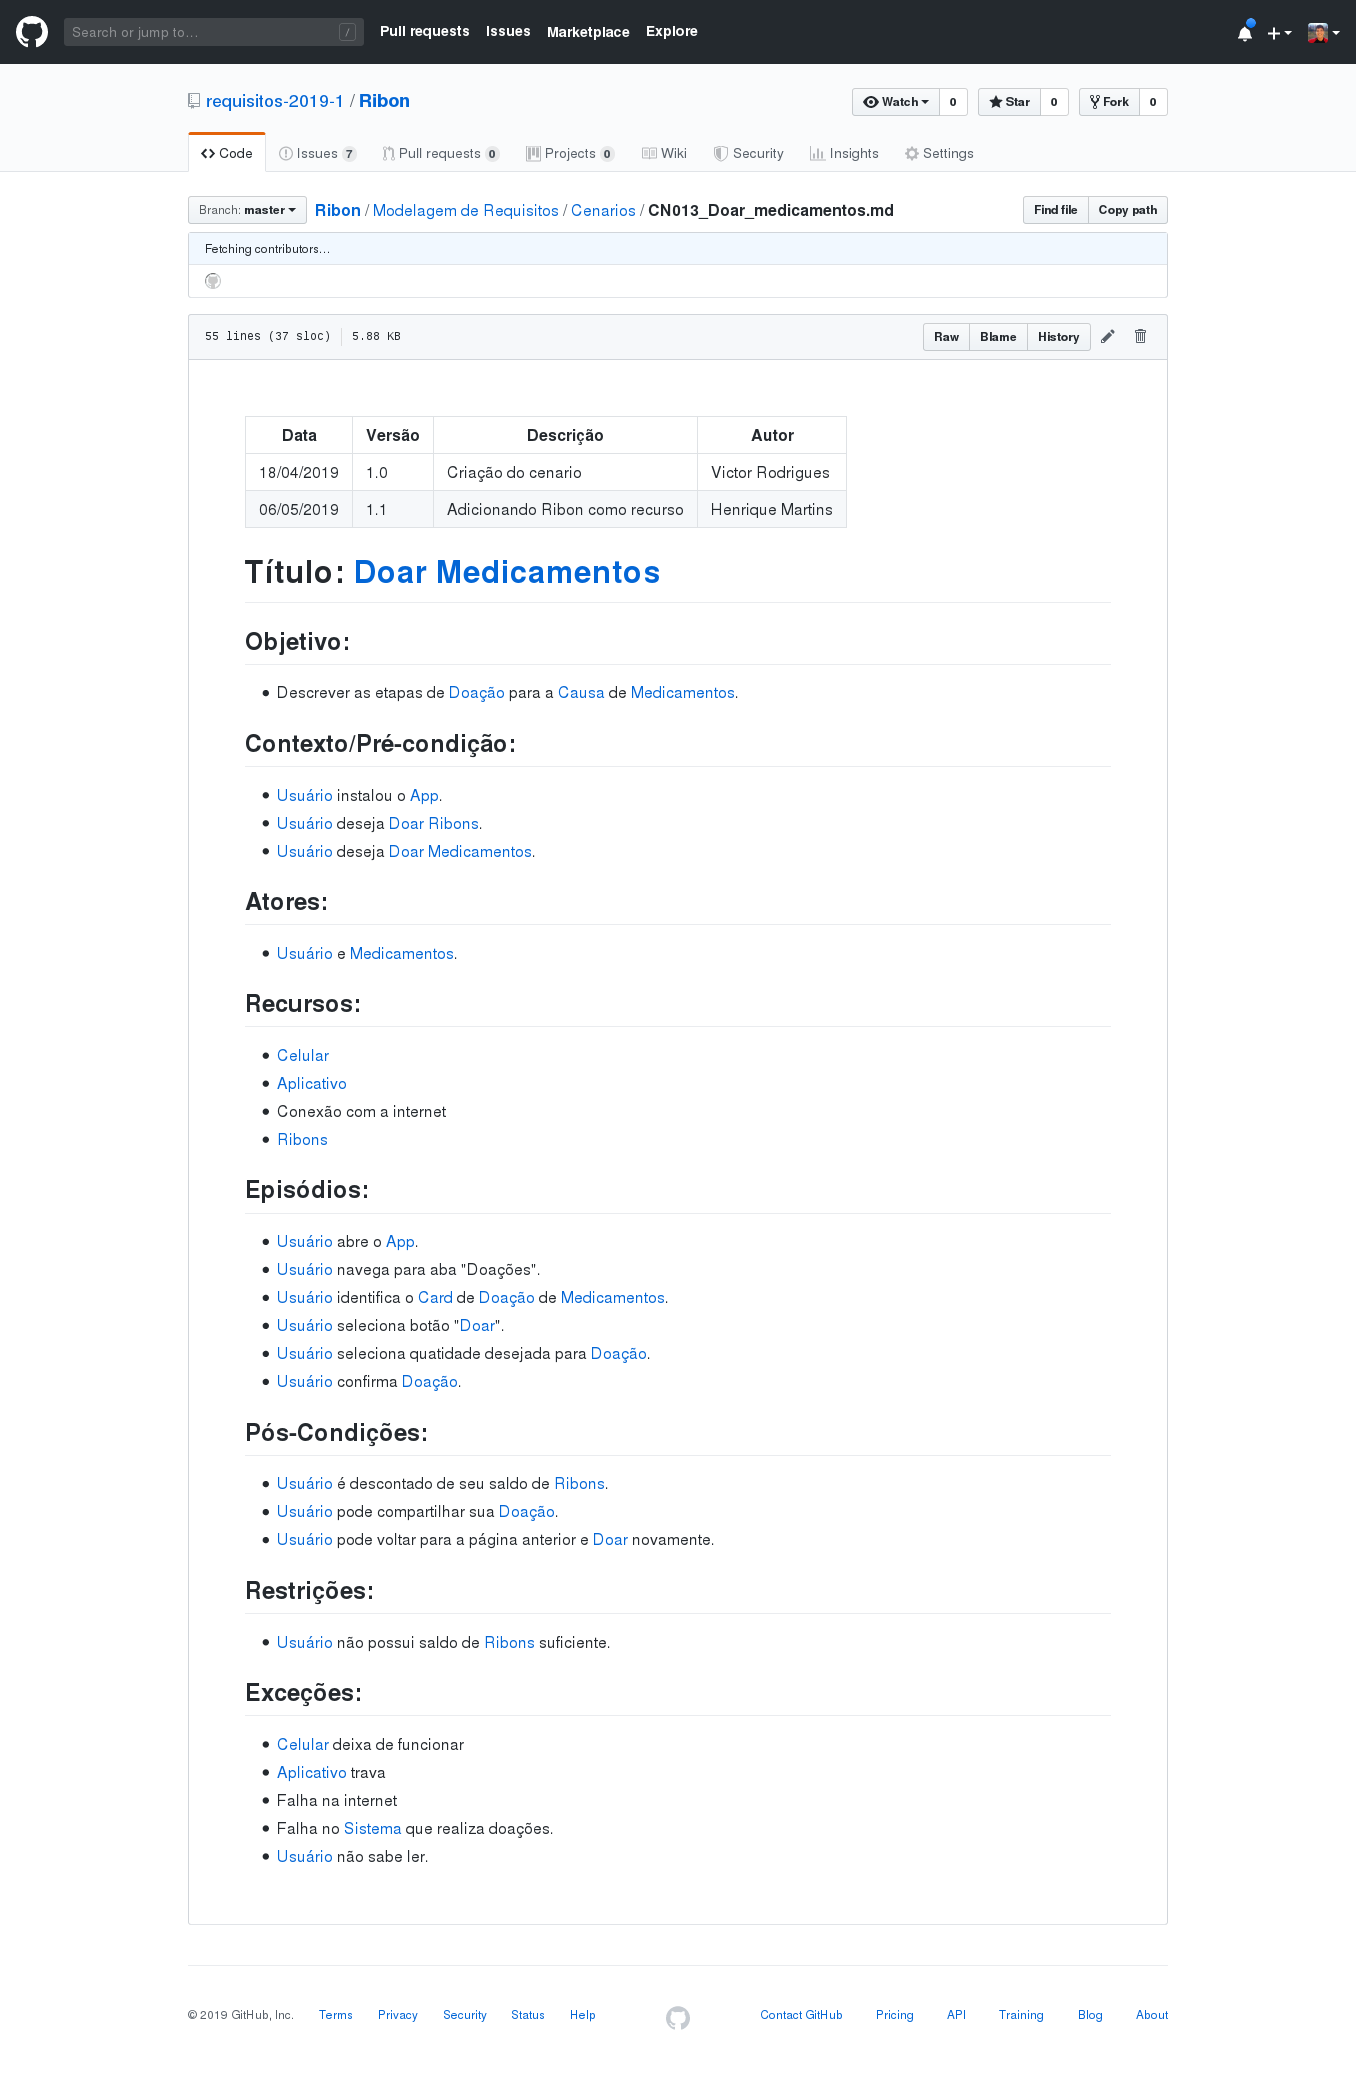 Search or jump to... /
Pull requests Issues Marketplace Explore
requisitos-2019-1 / Ribon
Watch 0 Star 0 Fork 0
Code Issues 7 Pull requests 0 Projects 0 Wiki Security Insights Settings
Branch: master Ribon / Modelagem de Requisitos / Cenarios / CN013_Doar_medicamentos.md Find file Copy path
Fetching contributors…
55 lines (37 sloc) 5.88 KB Raw Blame History
Data Versão Descrição Autor
18/04/2019 1.0 Criação do cenario Victor Rodrigues
06/05/2019 1.1 Adicionando Ribon como recurso Henrique Martins
Título: Doar Medicamentos
Objetivo:
Descrever as etapas de Doação para a Causa de Medicamentos.
Contexto/Pré-condição:
Usuário instalou o App.
Usuário deseja Doar Ribons.
Usuário deseja Doar Medicamentos.
Atores:
Usuário e Medicamentos.
Recursos:
Celular
Aplicativo
Conexão com a internet
Ribons
Episódios:
Usuário abre o App.
Usuário navega para aba "Doações".
Usuário identifica o Card de Doação de Medicamentos.
Usuário seleciona botão "Doar".
Usuário seleciona quatidade desejada para Doação.
Usuário confirma Doação.
Pós-Condições:
Usuário é descontado de seu saldo de Ribons.
Usuário pode compartilhar sua Doação.
Usuário pode voltar para a página anterior e Doar novamente.
Restrições:
Usuário não possui saldo de Ribons suficiente.
Exceções:
Celular deixa de funcionar
Aplicativo trava
Falha na internet
Falha no Sistema que realiza doações.
Usuário não sabe ler.
© 2019 GitHub, Inc. Terms Privacy Security Status Help Contact GitHub Pricing API Training Blog About